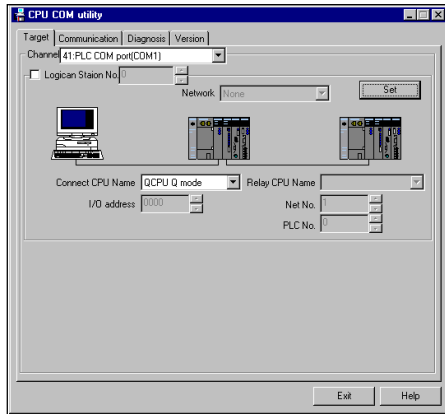 CPU COM utility
Target Communication Diagnosis Version
Channel 41:PLC COM port(COM1)
Logican Staion No. 0
Network None Set
Connect CPU Name QCPU Q mode Relay CPU Name
I/O address 0000 Net No. 1
PLC No. 0
Exit Help